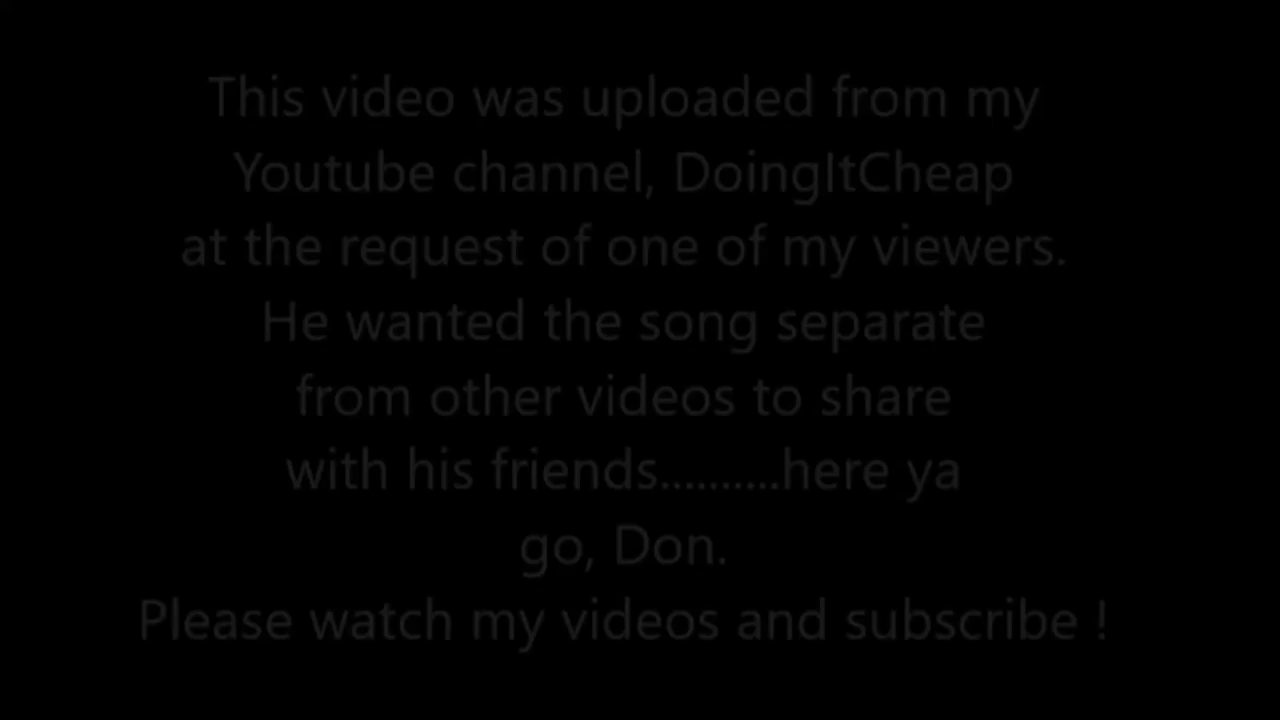 This video was uploaded from my
Youtube channel, DoingItCheap
at the request of one of my viewers.
He wanted the song separate
from other videos to share
with his friends..........here ya
go, Don.
Please watch my videos and subscribe !